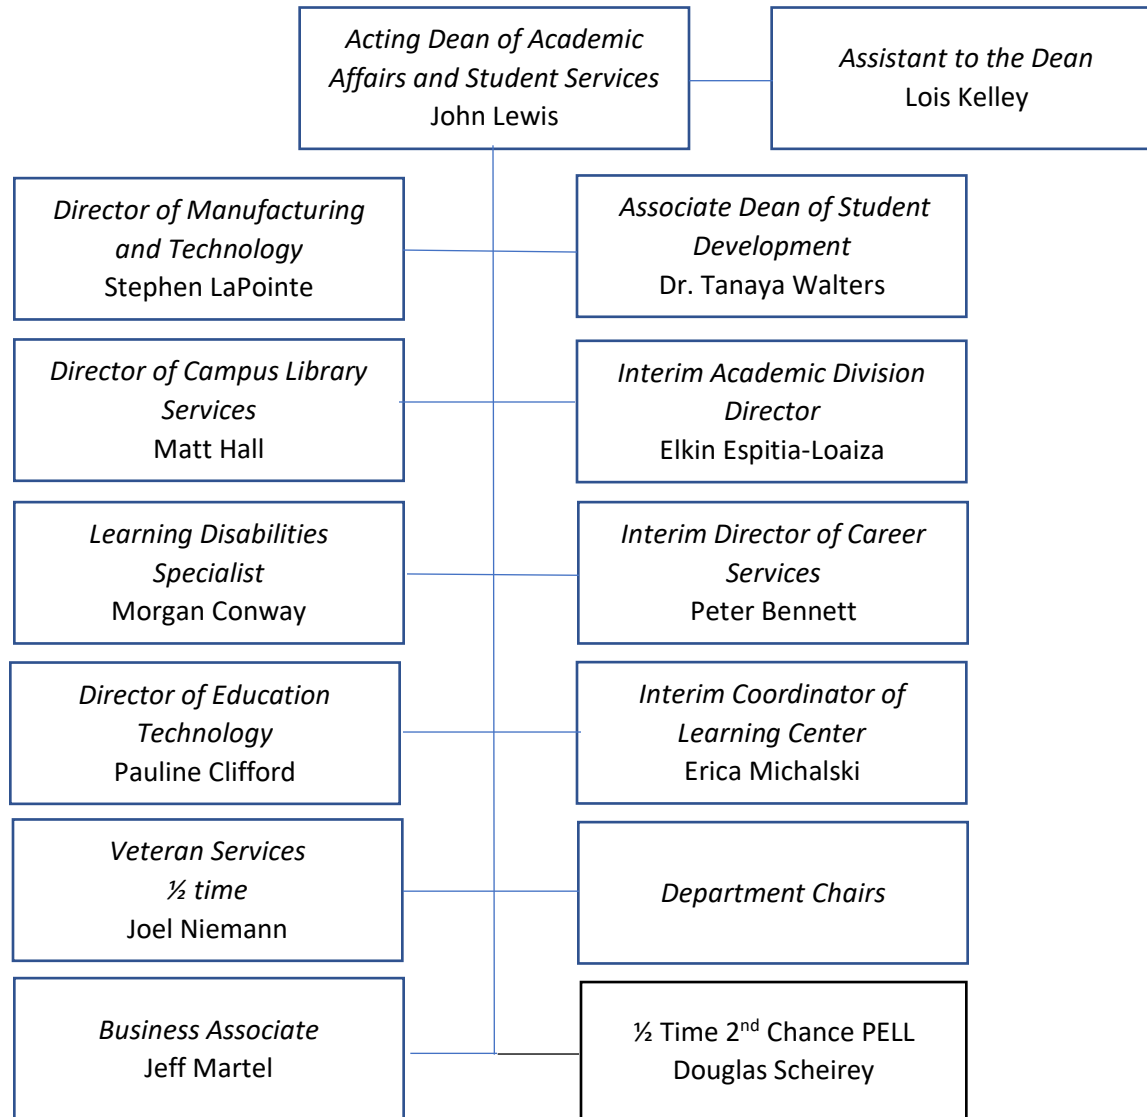 Acting Dean of Academic
Affairs and Student Services
John Lewis
Assistant to the Dean
Lois Kelley
Director of Manufacturing
and Technology
Stephen LaPointe
Associate Dean of Student
Development
Dr. Tanaya Walters
Director of Campus Library
Services
Matt Hall
Interim Academic Division
Director
Elkin Espitia-Loaiza
Learning Disabilities
Specialist
Morgan Conway
Interim Director of Career
Services
Peter Bennett
Director of Education
Technology
Pauline Clifford
Interim Coordinator of
Learning Center
Erica Michalski
Veteran Services
½ time
Joel Niemann
Department Chairs
Business Associate
Jeff Martel
½ Time 2nd Chance PELL
Douglas Scheirey